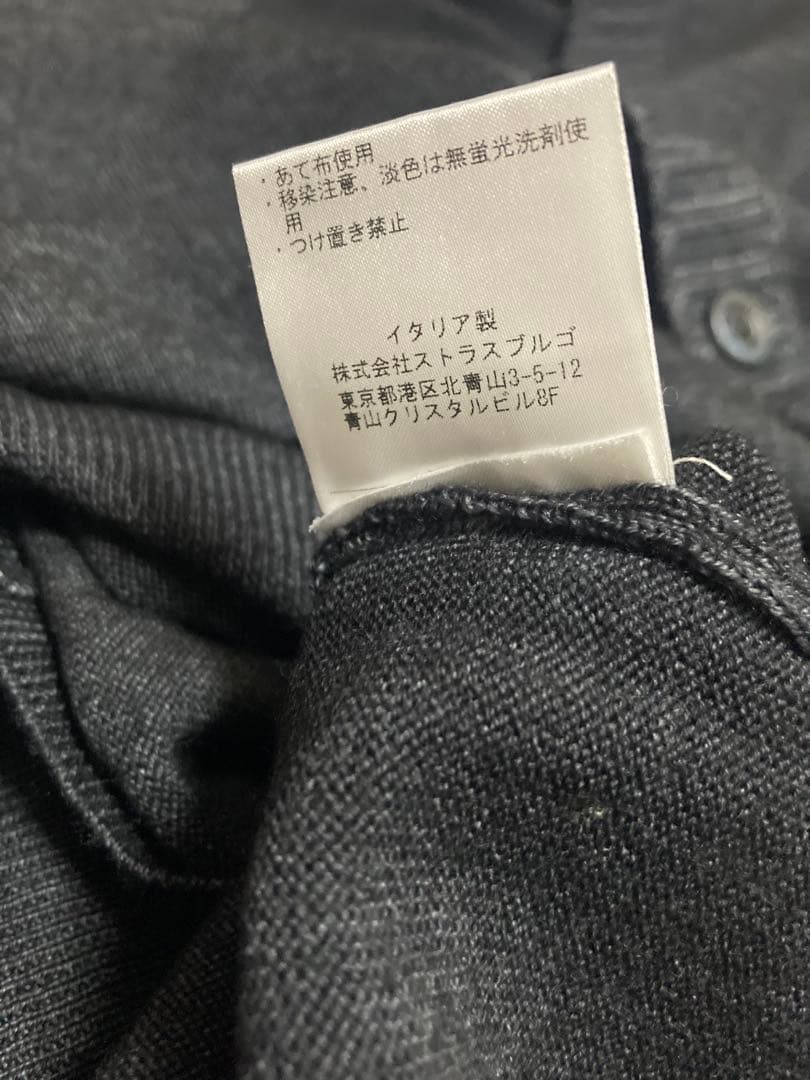 ・あて布使用
・移染注意、淡色は無蛍光洗剤使
用
・つけ置き禁止
イタリア製
株式会社ストラスブルゴ
東京都港区北青山3-5-12
青山クリスタルビル8F